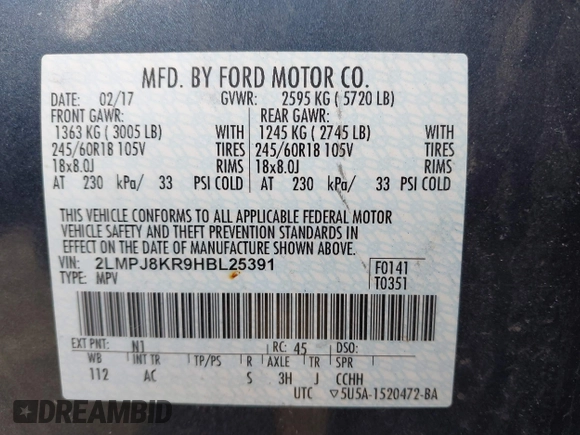 MFD. BY FORD MOTOR CO.
DATE: 02/17 GVWR: 2595 KG ( 5720 LB)
FRONT GAWR: REAR GAWR:
1363 KG ( 3005 LB) WITH 1245 KG ( 2745 LB) WITH
245/60R18 105V TIRES 245/60R18 105V TIRES
18x8.0J RIMS 18x8.0J RIMS
AT 230 kPa/ 33 PSI COLD AT 230 kPa/ 33 PSI COLD
THIS VEHICLE CONFORMS TO ALL APPLICABLE FEDERAL MOTOR
VEHICLE SAFETY AND THEFT PREVENTION STANDARDS IN
EFFECT ON THE DATE OF MANUFACTURE SHOWN ABOVE.
VIN: 2LMPJ8KR9HBL25391 F0141
TYPE: MPV T0351
EXT PNT: N1 RC: 45 DSO:
WB INT TR TP/PS R AXLE TR SPR
112 AC S 3H J CCHH
UTC ▽5U5A-1520472-BA
DREAMBID